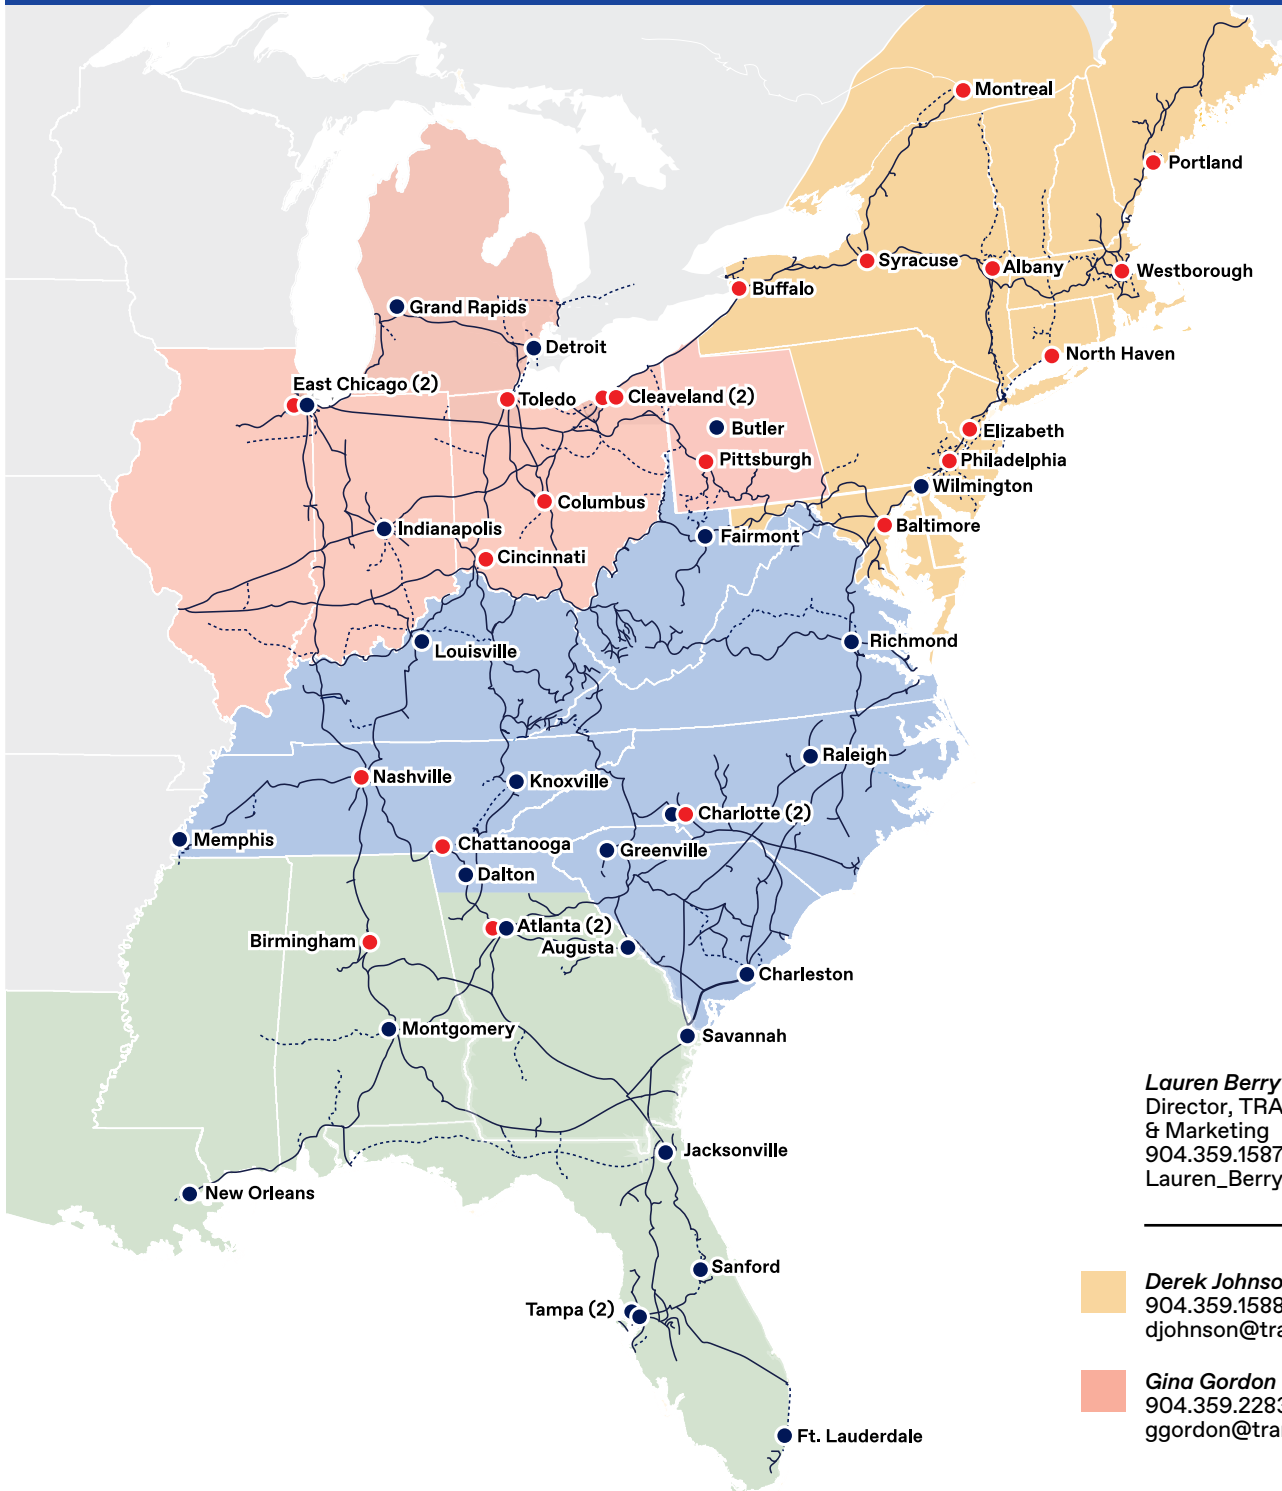 Montreal
Portland
Syracuse
Albany
Westborough
Buffalo
Grand Rapids
Detroit
North Haven
East Chicago (2)
Toledo
Cleaveland (2)
Butler
Elizabeth
Pittsburgh
Philadelphia
Wilmington
Columbus
Baltimore
Indianapolis
Fairmont
Cincinnati
Louisville
Richmond
Raleigh
Nashville
Knoxville
Charlotte (2)
Memphis
Chattanooga
Greenville
Dalton
Atlanta (2)
Birmingham
Augusta
Charleston
Montgomery
Savannah
Jacksonville
New Orleans
Sanford
Tampa (2)
Ft. Lauderdale
Lauren Berry
Director, TRA
& Marketing
904.359.1587
Lauren_Berry
Derek Johnso
904.359.1588
djohnson@tra
Gina Gordon
904.359.2283
ggordon@tra